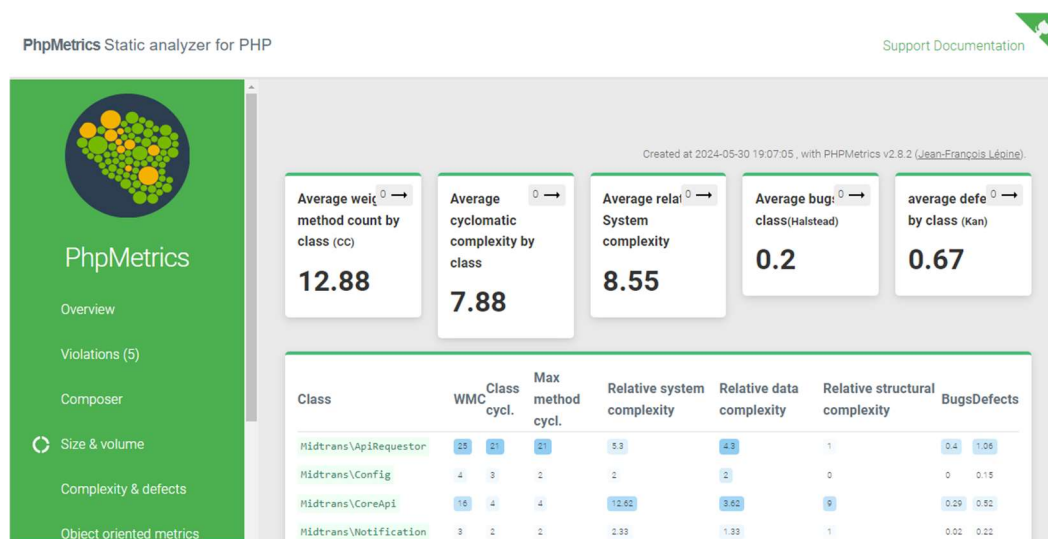 PhpMetrics Static analyzer for PHP
Support Documentation
PhpMetrics
Overview
Violations (5)
Composer
Size & volume
Complexity & defects
Object oriented metrics
Created at 2024-05-30 19:07:05 , with PHPMetrics v2.8.2 (Jean-François Lépine).
Average weig
method count by
class (CC)
0 →
12.88
Average
cyclomatic
complexity by
class
0 →
7.88
Average relat
System
complexity
0 →
8.55
Average bugs
class(Halstead)
0 →
0.2
average defe
by class (Kan)
0 →
0.67
Class WMC Class cycl. Max method cycl. Relative system complexity Relative data complexity Relative structural complexity Bugs Defects
Midtrans\ApiRequestor 25 21 21 5.3 4.3 1 0.4 1.06
Midtrans\Config 4 3 2 2 2 0 0 0.15
Midtrans\CoreApi 16 4 4 12.62 3.62 9 0.29 0.52
Midtrans\Notification 3 2 2 2.33 1.33 1 0.02 0.22